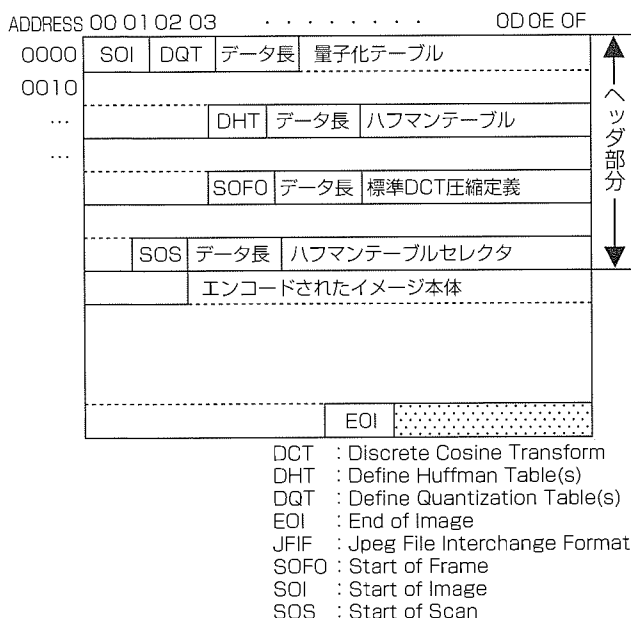 ADDRESS 00 01 02 03 ・・・・・・・・・ 0D 0E 0F
0000 SOI DQT データ長 量子化テーブル
0010
… DHT データ長 ハフマンテーブル
…
SOF0 データ長 標準DCT圧縮定義
SOS データ長 ハフマンテーブルセレクタ
エンコードされたイメージ本体
EOI
ヘッダ部分
DCT : Discrete Cosine Transform
DHT : Define Huffman Table(s)
DQT : Define Quantization Table(s)
EOI : End of Image
JFIF : Jpeg File Interchange Format
SOF0 : Start of Frame
SOI : Start of Image
SOS : Start of Scan